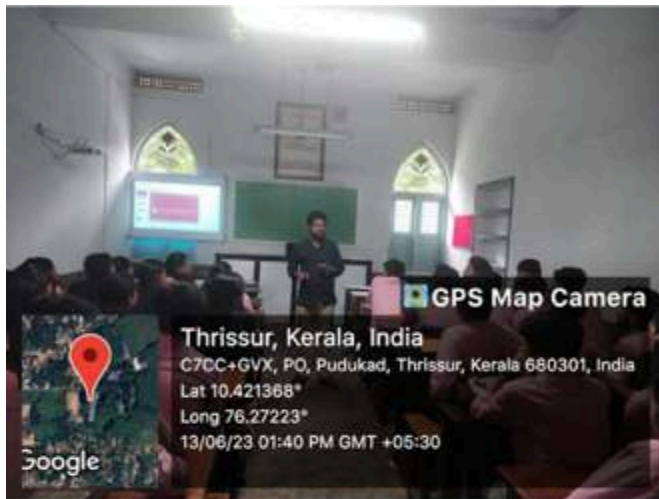 GPS Map Camera
Thrissur, Kerala, India
C7CC+GVX, PO, Pudukad, Thrissur, Kerala 680301, India
Lat 10.421368°
Long 76.27223°
13/06/23 01:40 PM GMT +05:30
Google